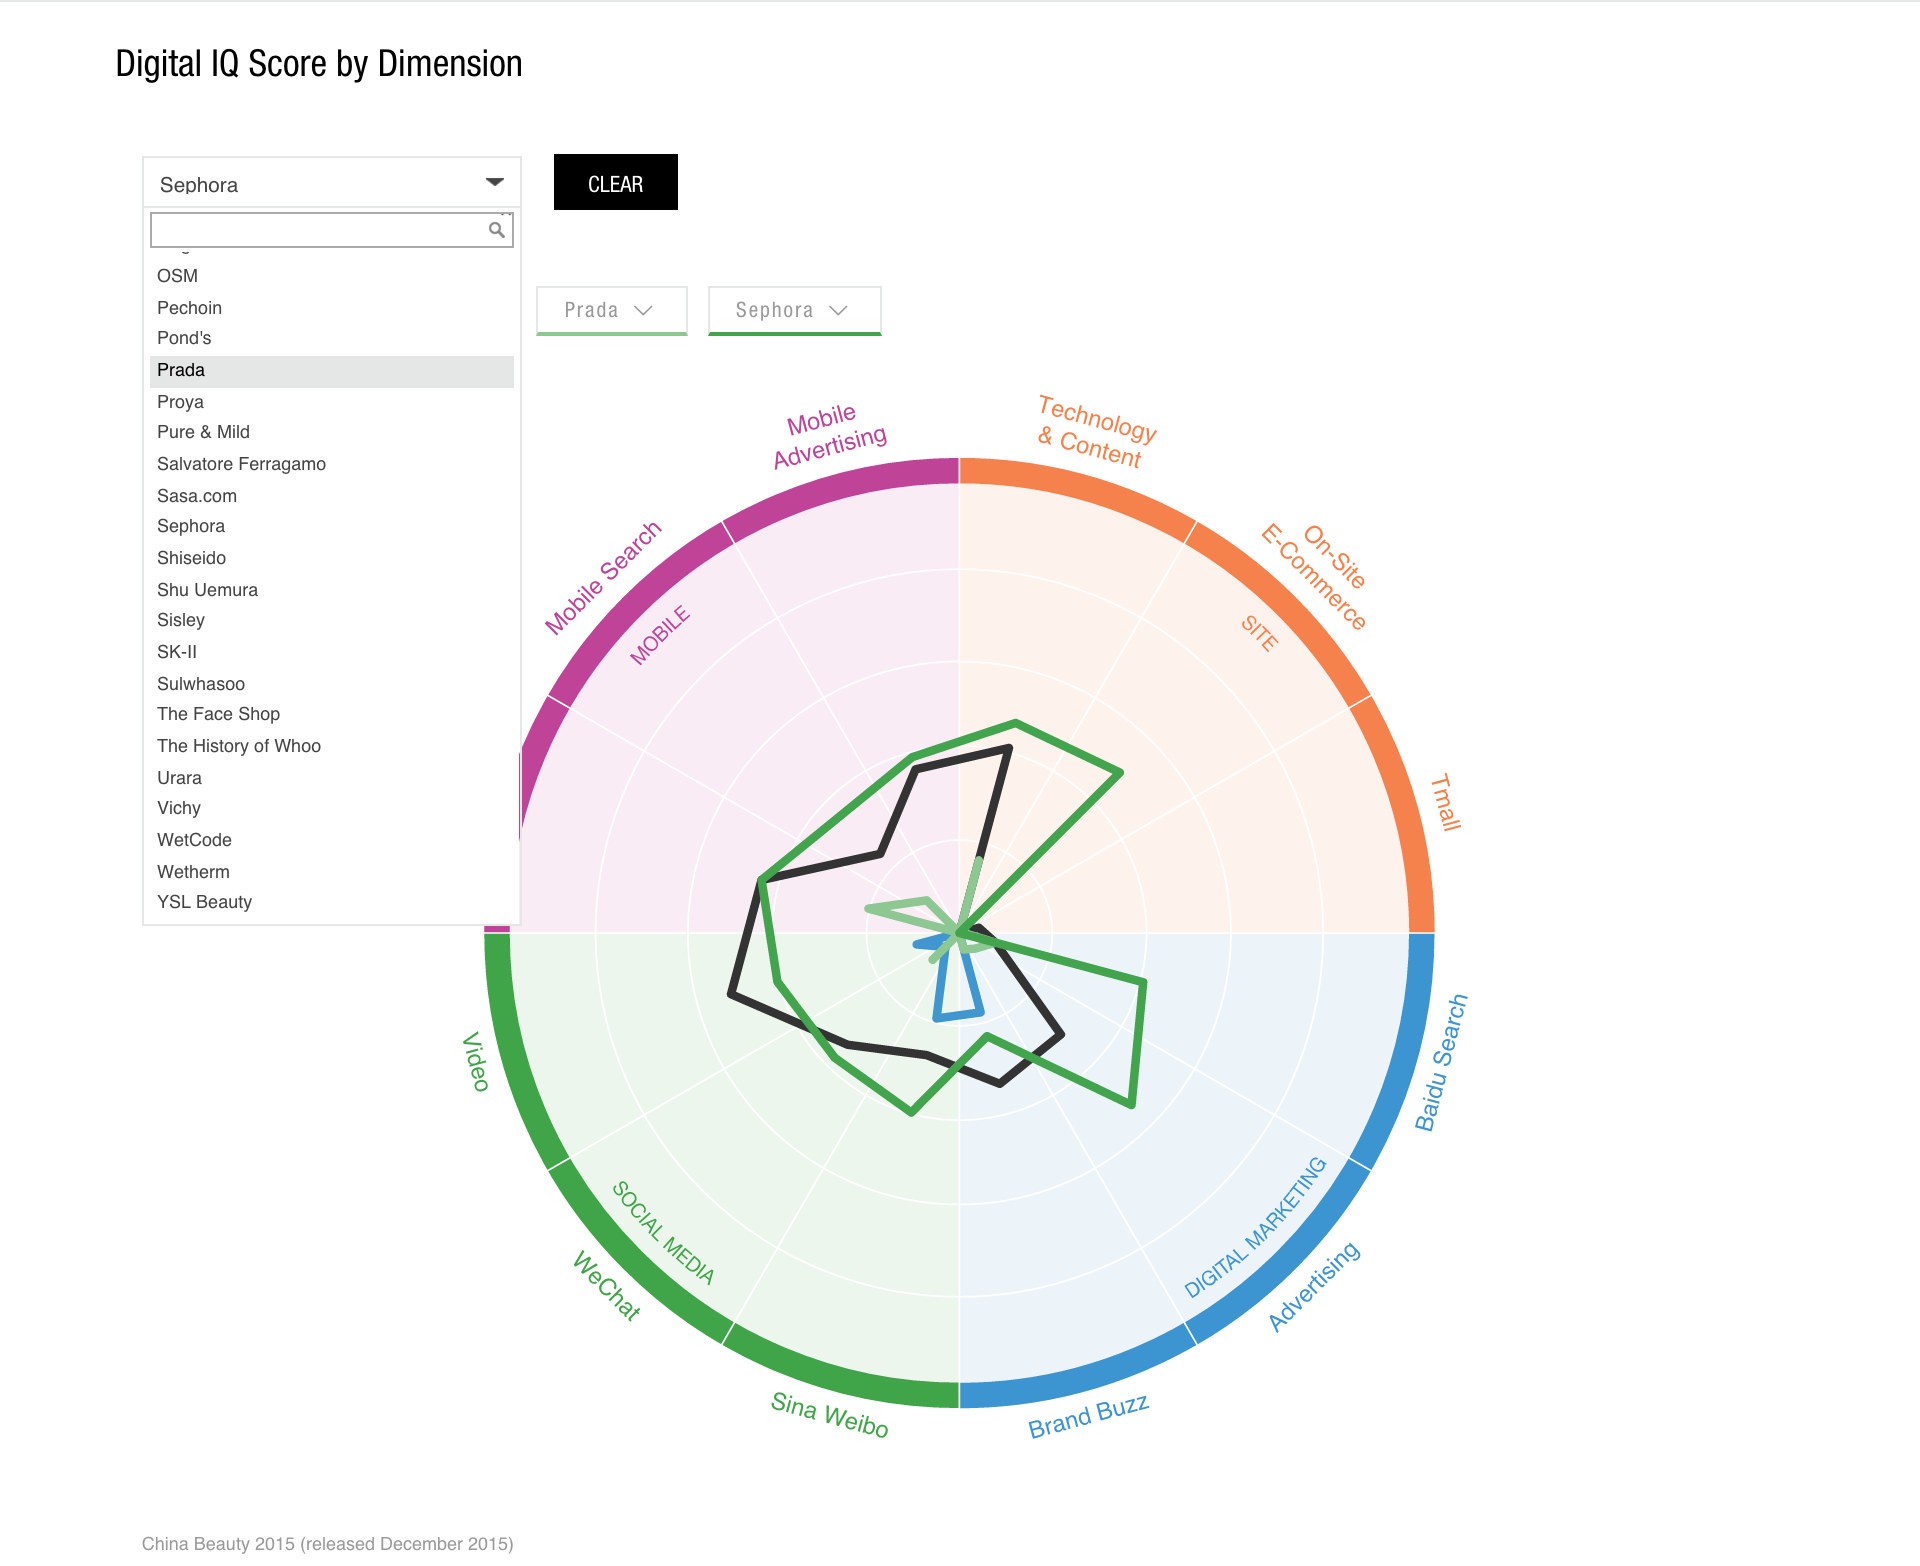 Digital IQ Score by Dimension
Sephora
CLEAR
OSM
Pechoin
Pond's
Prada
Proya
Pure & Mild
Salvatore Ferragamo
Sasa.com
Sephora
Shiseido
Shu Uemura
Sisley
SK-II
Sulwhasoo
The Face Shop
The History of Whoo
Urara
Vichy
WetCode
Wetherm
YSL Beauty
Prada
Sephora
Mobile
Advertising
Technology
& Content
On-Site
E-Commerce
Mobile Search
MOBILE
SITE
Tmall
Baidu Search
Video
SOCIAL MEDIA
DIGITAL MARKETING
WeChat
Advertising
Sina Weibo
Brand Buzz
China Beauty 2015 (released December 2015)